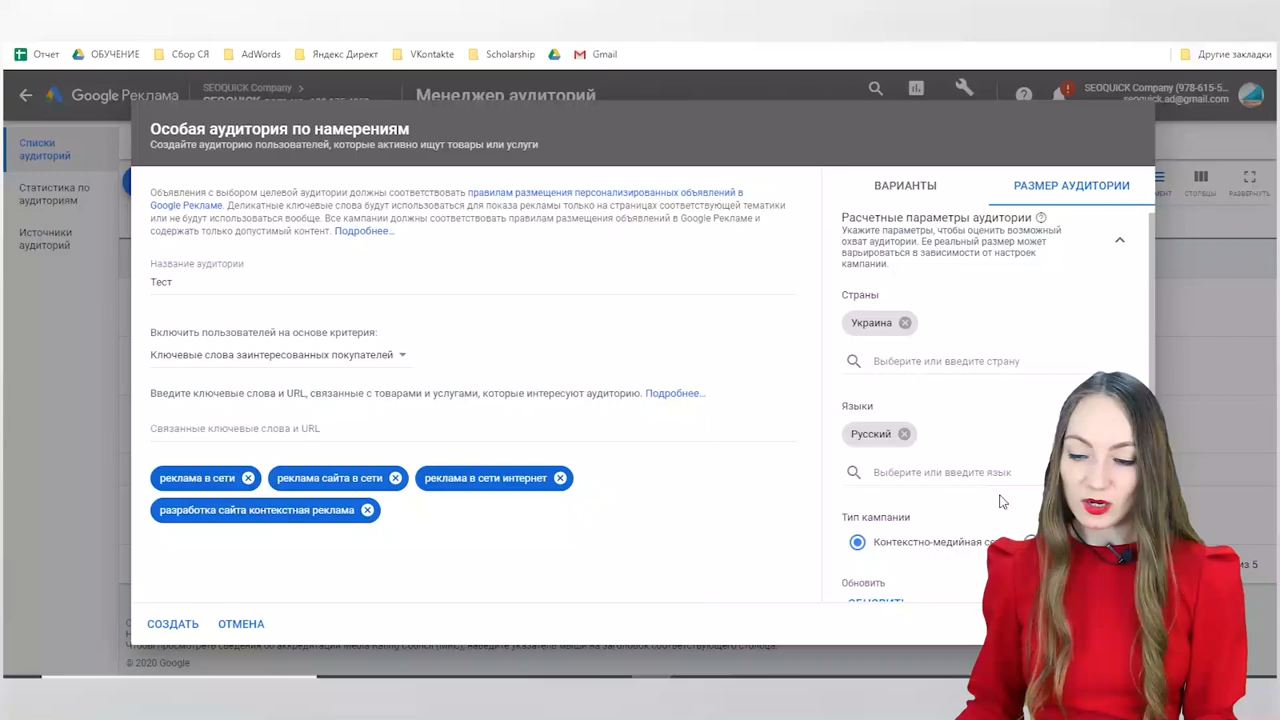 Отчет
ОБУЧЕНИЕ
Сбор СЯ
AdWords
Яндекс Директ
VKontakte
Scholarship
Gmail
Другие закладки
Google Реклама
SEOQUICK Company
Менеджер аудиторий
SEOQUICK Company (978-615-5...
seoquick.ad@gmail.com
Списки
аудиторий
Статистика по
аудиториям
Источники
аудиторий
СТОЛБЦЫ
РАЗВЕРНУТЬ
Особая аудитория по намерениям
Создайте аудиторию пользователей, которые активно ищут товары или услуги
Объявления с выбором целевой аудитории должны соответствовать правилам размещения персонализированных объявлений в
Google Рекламе. Деликатные ключевые слова будут использоваться для показа рекламы только на страницах соответствующей тематики
или не будут использоваться вообще. Все кампании должны соответствовать правилам размещения объявлений в Google Рекламе и
содержать только допустимый контент. Подробнее...
Название аудитории
Тест
Включить пользователей на основе критерия:
Ключевые слова заинтересованных покупателей
Введите ключевые слова и URL, связанные с товарами и услугами, которые интересуют аудиторию. Подробнее...
Связанные ключевые слова и URL
реклама в сети
реклама сайта в сети
реклама в сети интернет
разработка сайта контекстная реклама
СОЗДАТЬ
ОТМЕНА
ВАРИАНТЫ
РАЗМЕР АУДИТОРИИ
Расчетные параметры аудитории
Укажите параметры, чтобы оценить возможный
охват аудитории. Ее реальный размер может
варьироваться в зависимости от настроек
кампании.
Страны
Украина
Выберите или введите страну
Языки
Русский
Выберите или введите язык
Тип кампании
Контекстно-медийная се
Обновить
ОБНОВИТЬ
из 5
© 2020 Google